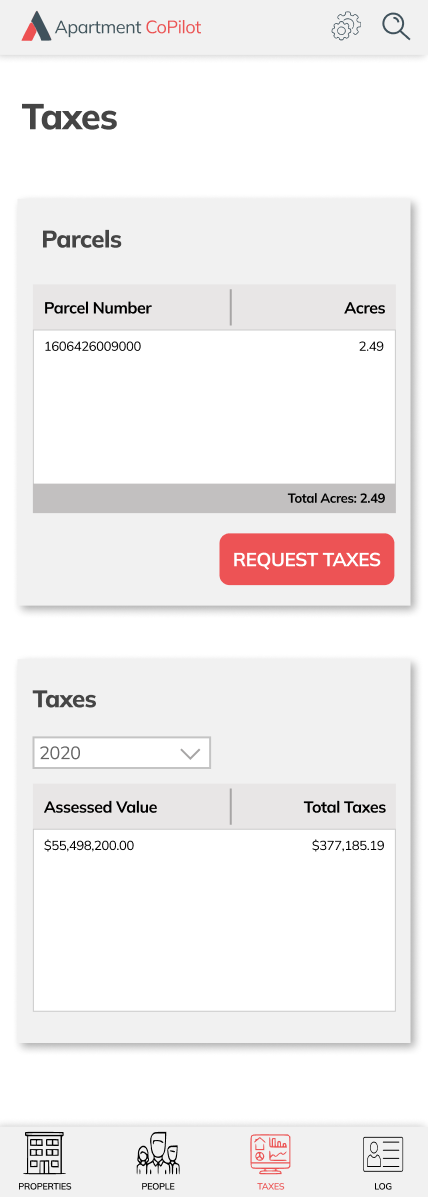 Apartment CoPilot
Taxes
Parcels
Parcel Number Acres
1606426009000 2.49
Total Acres: 2.49
REQUEST TAXES
Taxes
2020
Assessed Value Total Taxes
$55,498,200.00 $377,185.19
PROPERTIES PEOPLE TAXES LOG